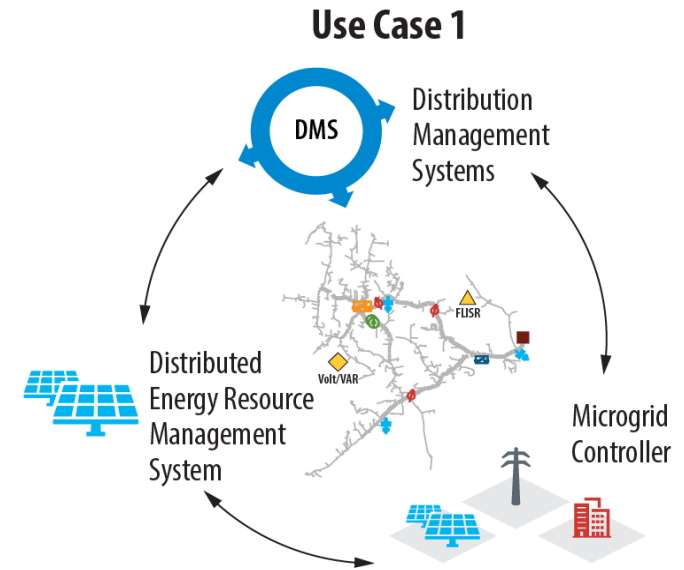 Use Case 1
DMS
Distribution
Management
Systems
FLISR
Volt/VAR
Distributed
Energy Resource
Management
System
Microgrid
Controller